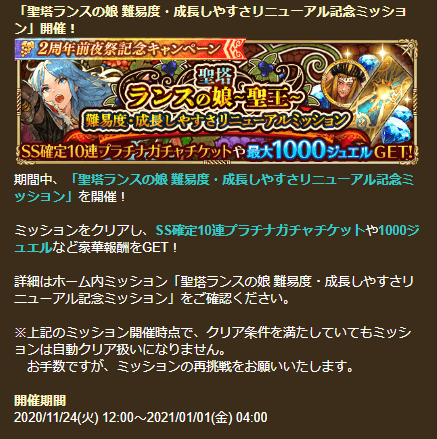 「聖塔ランスの娘 難易度・成長しやすさリニューアル記念ミッショ
ン」開催！
2周年前夜祭記念キャンペーン
聖塔
ランスの娘~聖王~
難易度・成長しやすさリニューアルミッション
SS確定10連プラチナガチャチケットや最大1000ジュエルGET!
期間中、「聖塔ランスの娘 難易度・成長しやすさリニューアル記念ミ
ッション」を開催！
ミッションをクリアし、SS確定10連プラチナガチャチケットや1000ジ
ュエルなど豪華報酬をGET！
詳細はホーム内ミッション「聖塔ランスの娘 難易度・成長しやすさリ
ニューアル記念ミッション」をご確認ください。
※上記のミッション開催時点で、クリア条件を満たしていてもミッシ
ョンは自動クリア扱いになりません。
お手数ですが、ミッションの再挑戦をお願いいたします。
開催期間
2020/11/24(火) 12:00～2021/01/01(金) 04:00